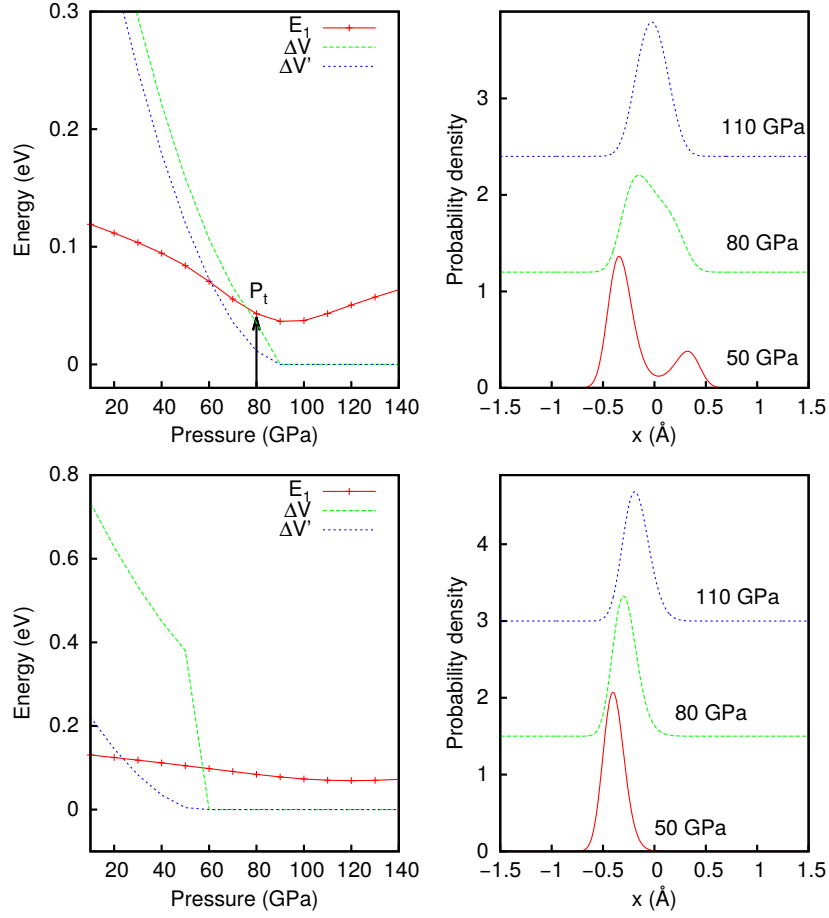 0.3
0.2
0.1
0
Energy (eV)
E1
ΔV
ΔV'
Pt
20 40 60 80 100 120 140
Pressure (GPa)
3
2
1
0
Probability density
110 GPa
80 GPa
50 GPa
−1.5 −1 −0.5 0 0.5 1 1.5
x (Å)
0.8
0.6
0.4
0.2
0
Energy (eV)
E1
ΔV
ΔV'
20 40 60 80 100 120 140
Pressure (GPa)
4
3
2
1
0
Probability density
110 GPa
80 GPa
50 GPa
−1.5 −1 −0.5 0 0.5 1 1.5
x (Å)